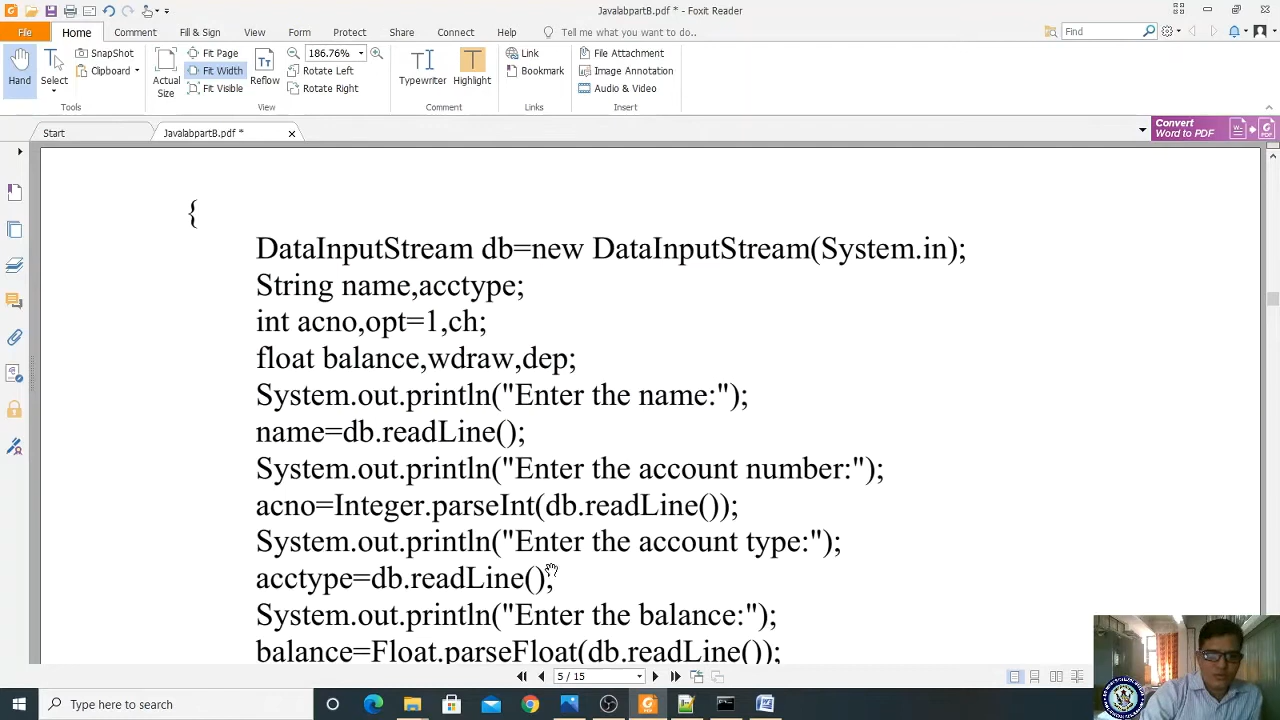 JavalabpartB.pdf * - Foxit Reader
File Home Comment Fill & Sign View Form Protect Share Connect Help Tell me what you want to do.. Find
Hand
Select
SnapShot
Clipboard
Tools
Actual
Size
Fit Page
Fit Width
Fit Visible
Reflow
186.76%
Rotate Left
Rotate Right
View
Typewriter
Highlight
Comment
Link
Bookmark
Links
File Attachment
Image Annotation
Audio & Video
Insert
Start
JavalabpartB.pdf *
Convert
Word to PDF
{
DataInputStream db=new DataInputStream(System.in);
String name,acctype;
int acno,opt=1,ch;
float balance,wdraw,dep;
System.out.println("Enter the name:");
name=db.readLine();
System.out.println("Enter the account number:");
acno=Integer.parseInt(db.readLine());
System.out.println("Enter the account type:");
acctype=db.readLine();
System.out.println("Enter the balance:");
balance=Float.parseFloat(db.readLine());
5 / 15
Type here to search